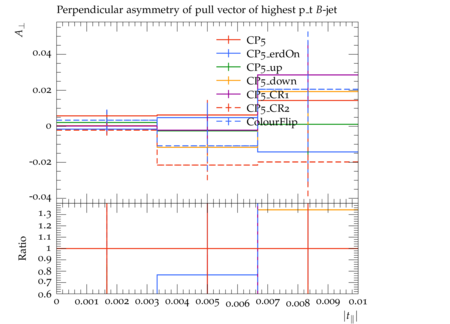 Perpendicular asymmetry of pull vector of highest p_t B-jet
A⊥
0.04
0.02
0
−0.02
−0.04
CP5
CP5_erdOn
CP5_up
CP5_down
CP5_CR1
CP5_CR2
ColourFlip
Ratio
1.3
1.2
1.1
1
0.9
0.8
0.7
0.6
0 0.001 0.002 0.003 0.004 0.005 0.006 0.007 0.008 0.009 0.01
|t∥|